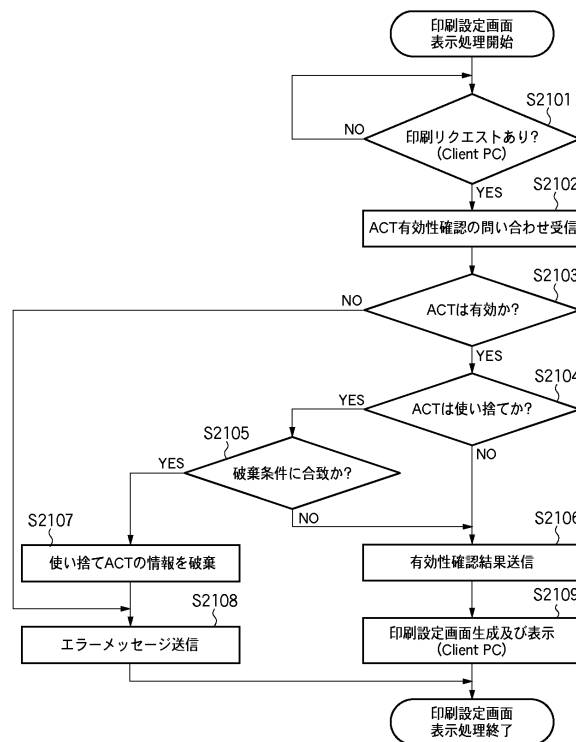 印刷設定画面
表示処理開始
S2101
NO
印刷リクエストあり?
(Client PC)
YES
S2102
ACT有効性確認の問い合わせ受信
S2103
NO
ACTは有効か?
YES
S2104
YES
ACTは使い捨てか?
S2105
NO
YES
破棄条件に合致か?
NO
S2107
S2106
使い捨てACTの情報を破棄
有効性確認結果送信
S2108
S2109
エラーメッセージ送信
印刷設定画面生成及び表示
(Client PC)
印刷設定画面
表示処理終了